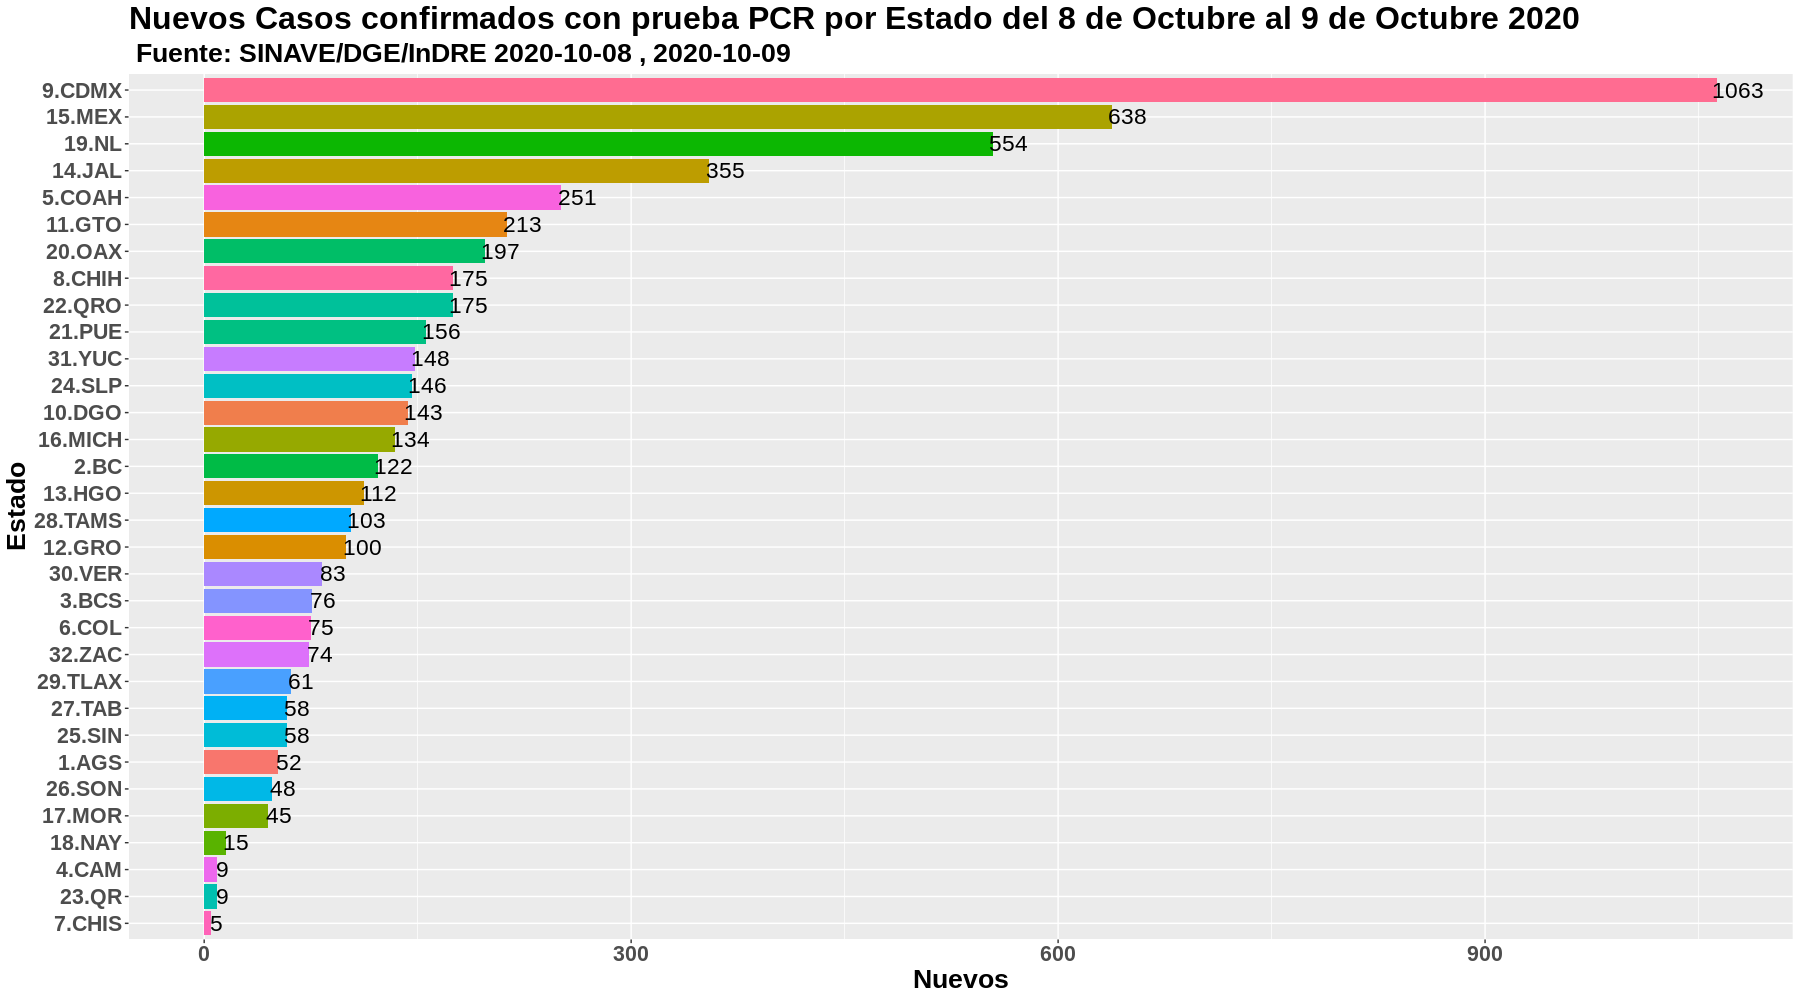 Nuevos Casos confirmados con prueba PCR por Estado del 8 de Octubre al 9 de Octubre 2020
Fuente: SINAVE/DGE/InDRE 2020-10-08 , 2020-10-09
Estado
9.CDMX 1063
15.MEX 638
19.NL 554
14.JAL 355
5.COAH 251
11.GTO 213
20.OAX 197
8.CHIH 175
22.QRO 175
21.PUE 156
31.YUC 148
24.SLP 146
10.DGO 143
16.MICH 134
2.BC 122
13.HGO 112
28.TAMS 103
12.GRO 100
30.VER 83
3.BCS 76
6.COL 75
32.ZAC 74
29.TLAX 61
27.TAB 58
25.SIN 58
1.AGS 52
26.SON 48
17.MOR 45
18.NAY 15
4.CAM 9
23.QR 9
7.CHIS 5
0 300 600 900
Nuevos